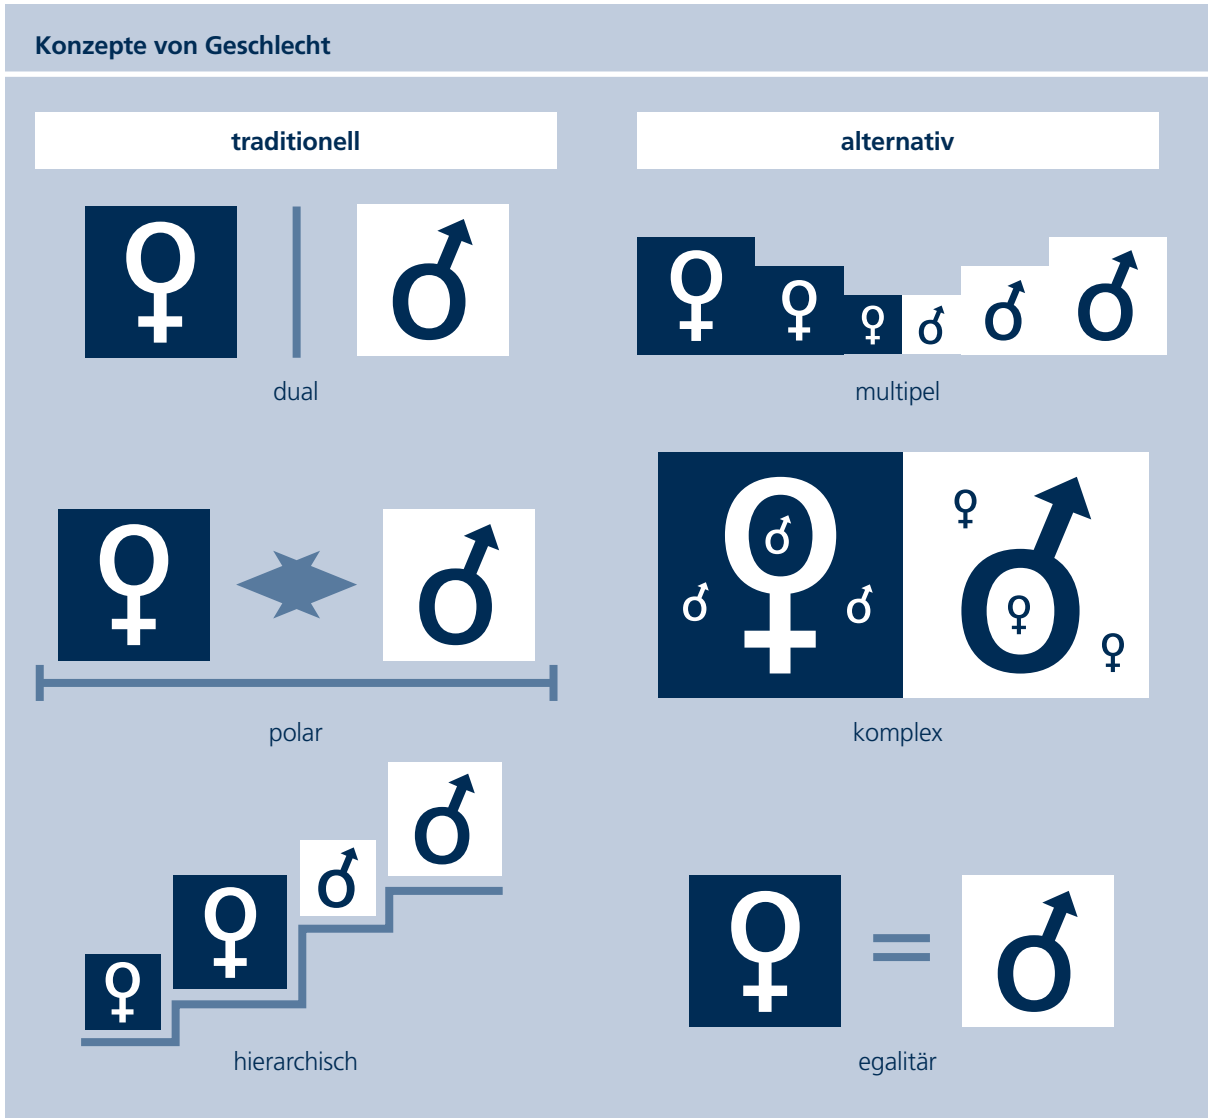 Konzepte von Geschlecht
traditionell
alternativ
dual
multipel
polar
komplex
hierarchisch
egalitär